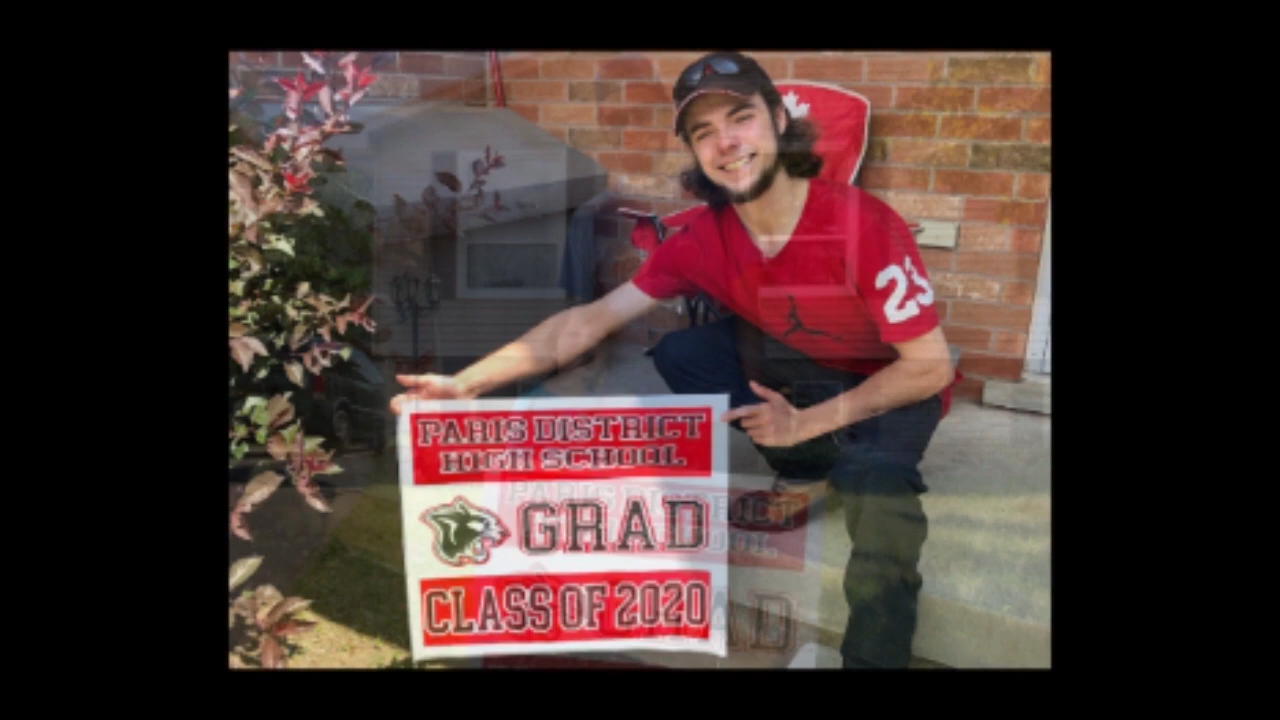 23
PARIS DISTRICT
HIGH SCHOOL
GRAD
CLASS OF 2020